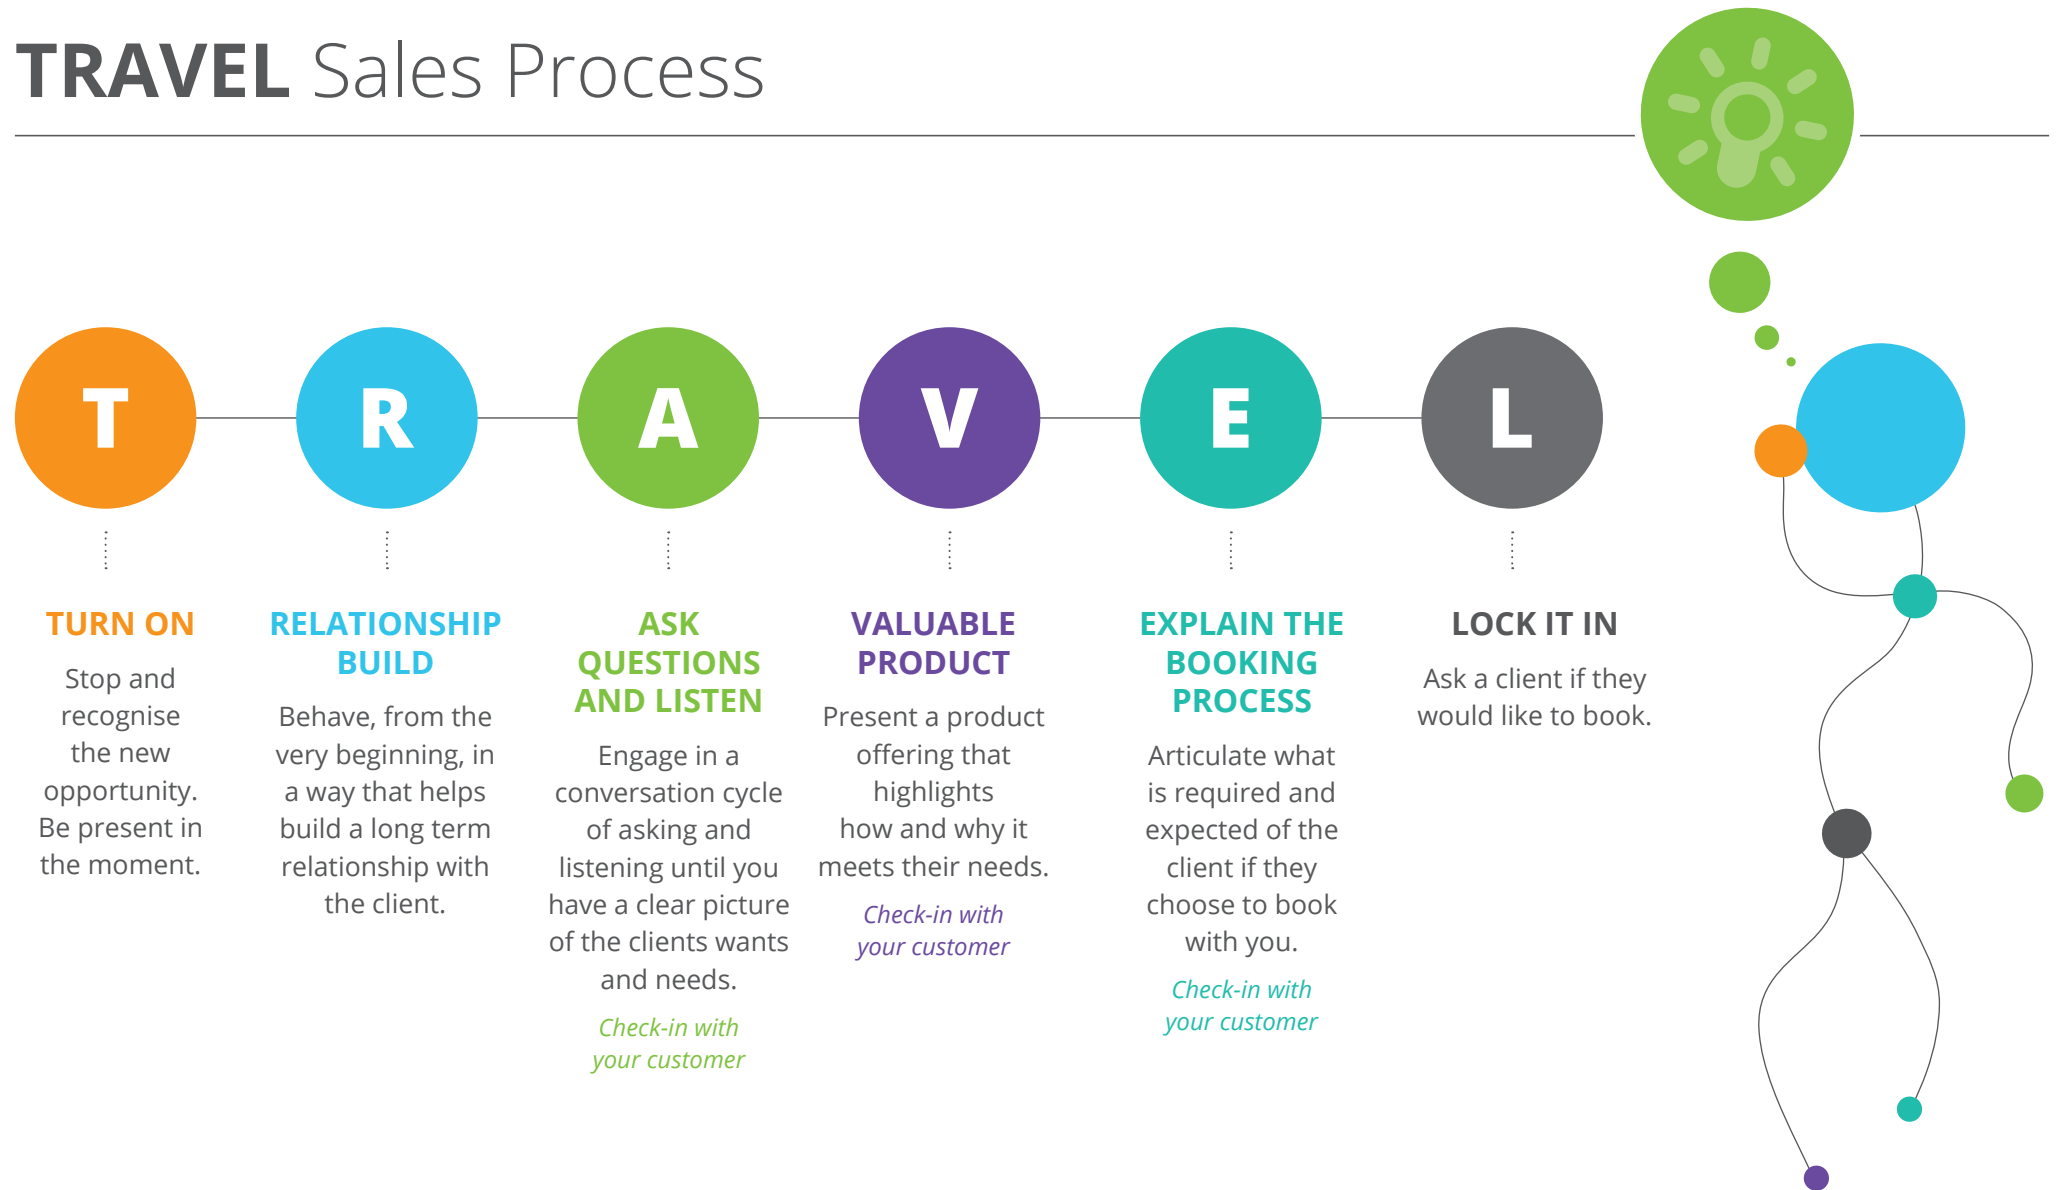 TRAVEL Sales Process
T
R
A
V
E
L
TURN ON
Stop and
recognise
the new
opportunity.
Be present in
the moment.
RELATIONSHIP
BUILD
Behave, from the
very beginning, in
a way that helps
build a long term
relationship with
the client.
ASK
QUESTIONS
AND LISTEN
Engage in a
conversation cycle
of asking and
listening until you
have a clear picture
of the clients wants
and needs.
Check-in with
your customer
VALUABLE
PRODUCT
Present a product
offering that
highlights
how and why it
meets their needs.
Check-in with
your customer
EXPLAIN THE
BOOKING
PROCESS
Articulate what
is required and
expected of the
client if they
choose to book
with you.
Check-in with
your customer
LOCK IT IN
Ask a client if they
would like to book.